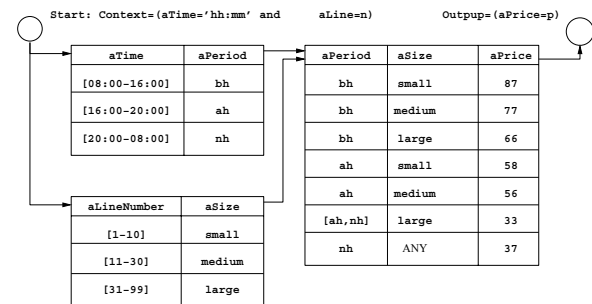 Start: Context=(aTime='hh:mm' and aLine=n) Outpup=(aPrice=p)
aTime aPeriod
[08:00-16:00] bh
[16:00-20:00] ah
[20:00-08:00] nh
aLineNumber aSize
[1-10] small
[11-30] medium
[31-99] large
aPeriod aSize aPrice
bh small 87
bh medium 77
bh large 66
ah small 58
ah medium 56
[ah,nh] large 33
nh ANY 37